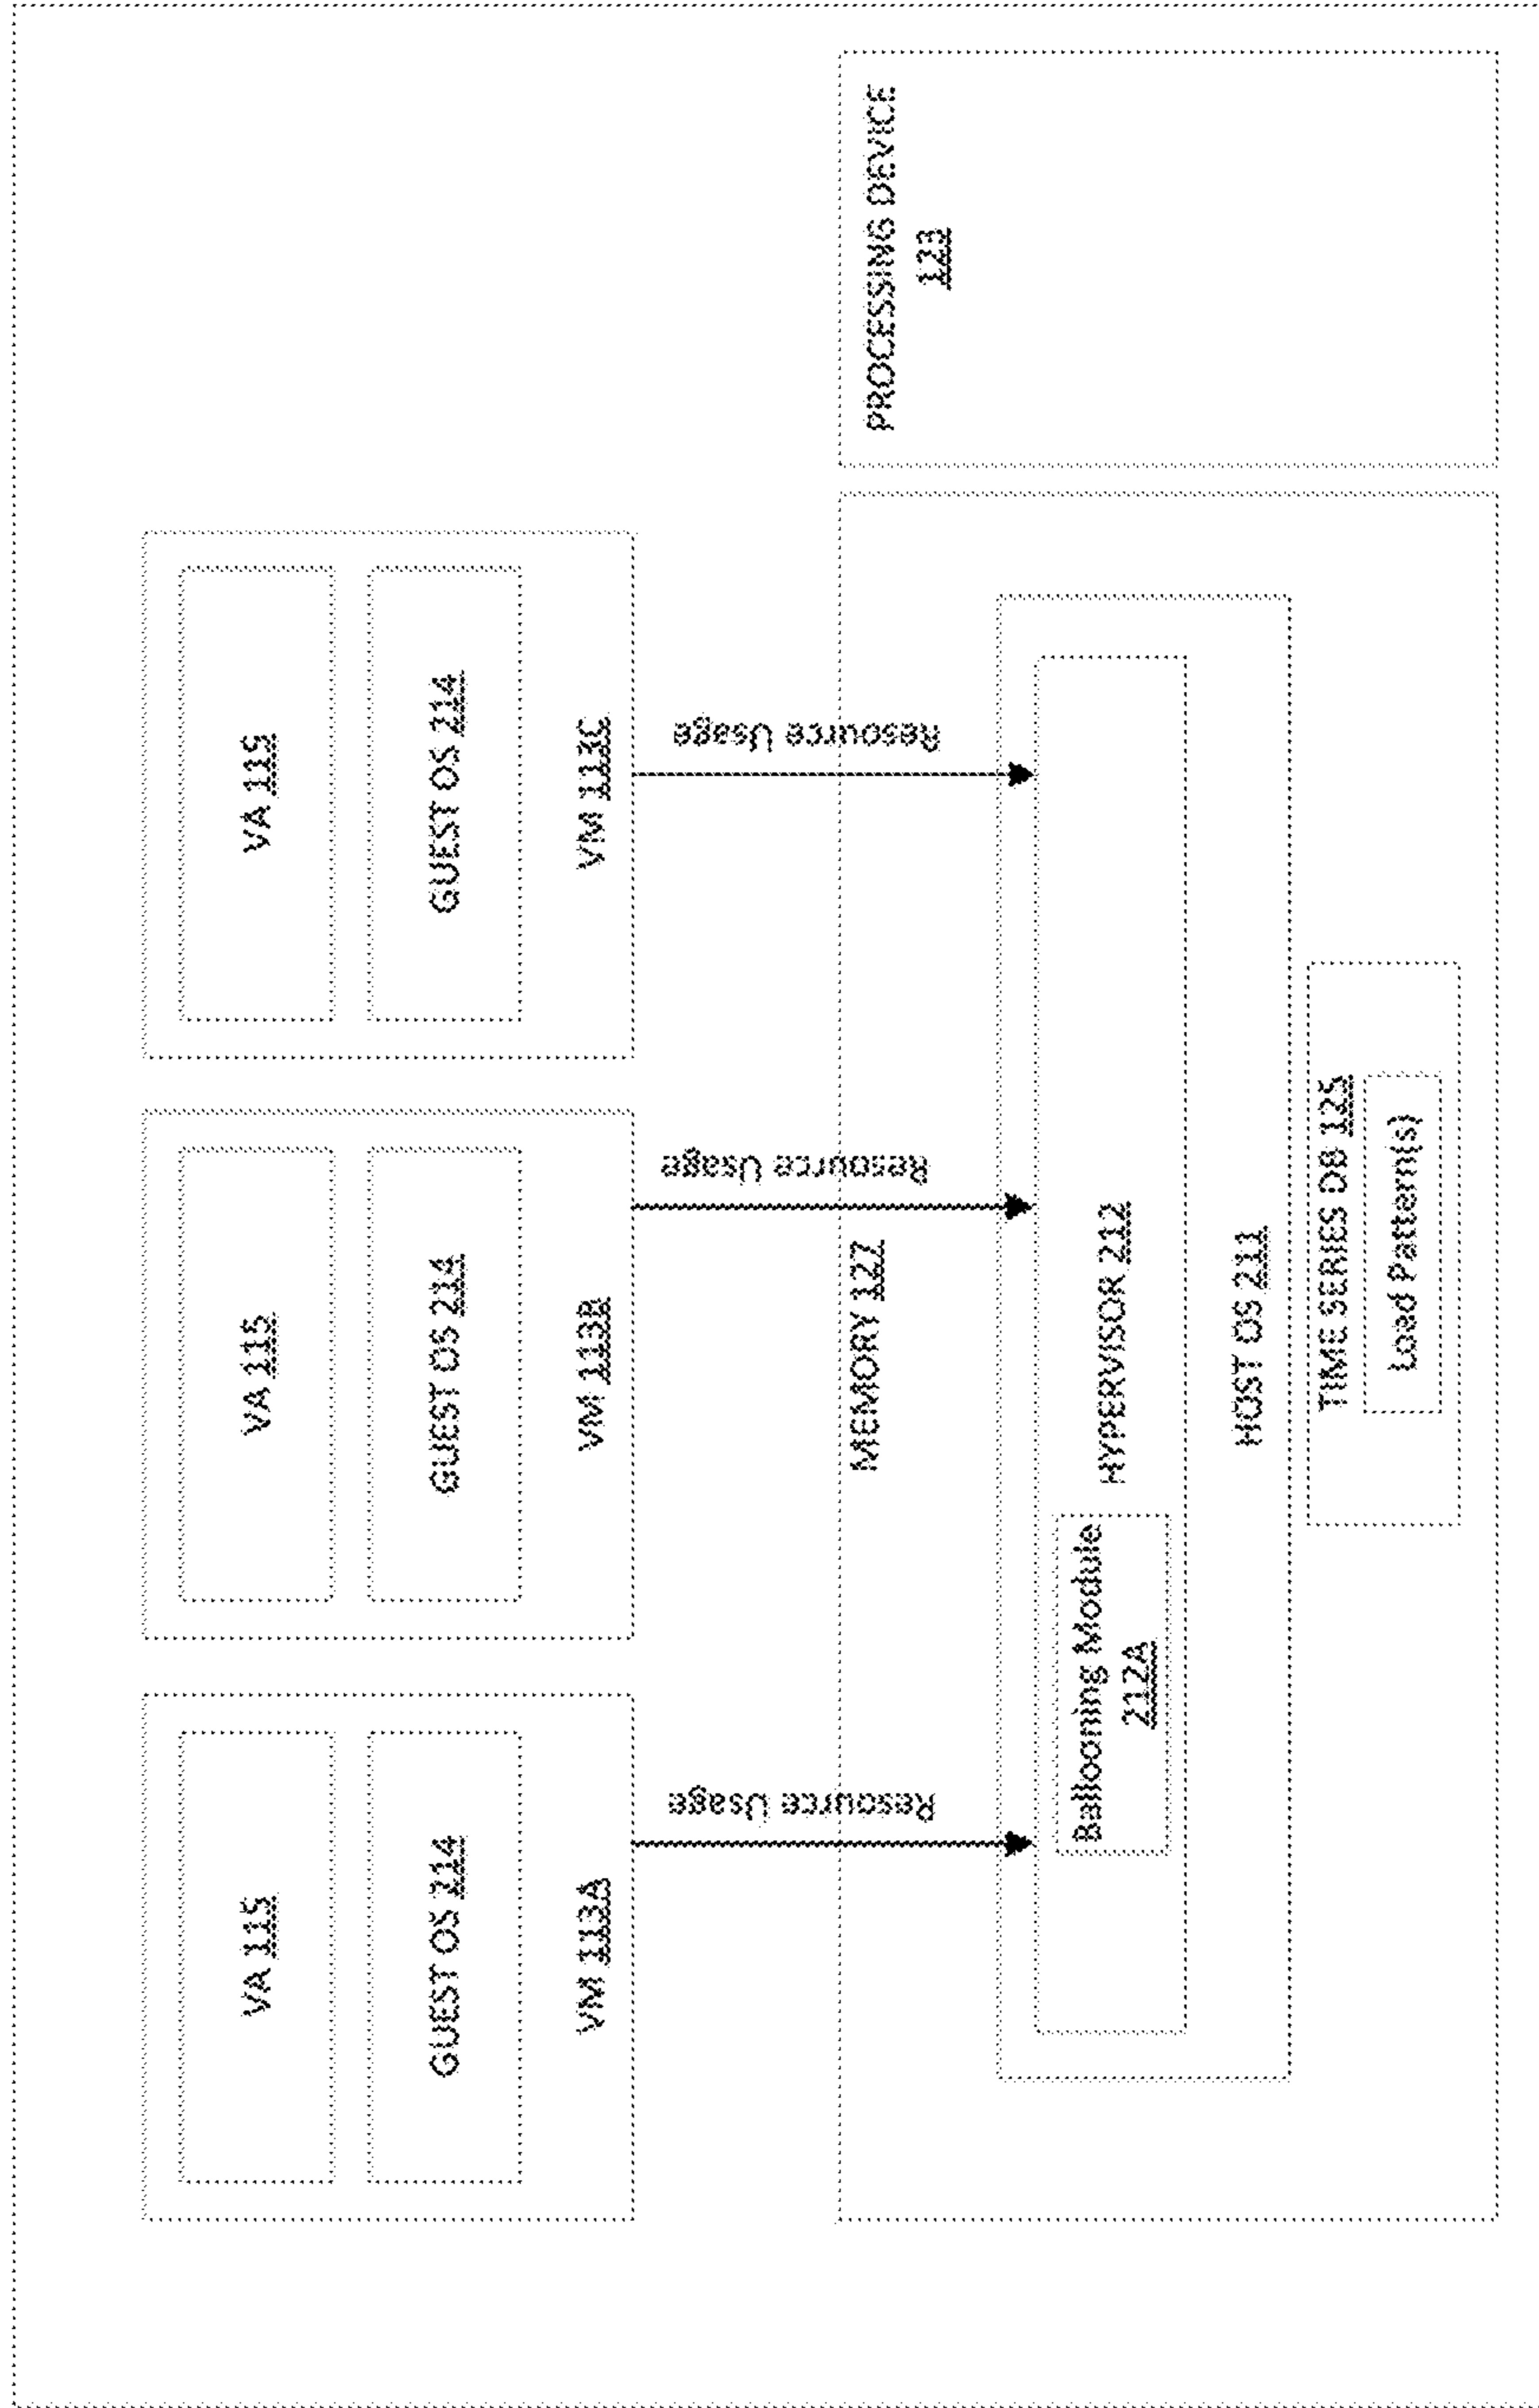 VA 115
GUEST OS 214
VM 113A
VA 115
GUEST OS 214
VM 113B
VA 115
GUEST OS 214
VM 113C
Resource Usage
Resource Usage
Resource Usage
MEMORY 127
Ballooning Module
212A
HYPERVISOR 212
HOST OS 211
TIME SERIES DB 125
Load Pattern(s)
PROCESSING DEVICE
123